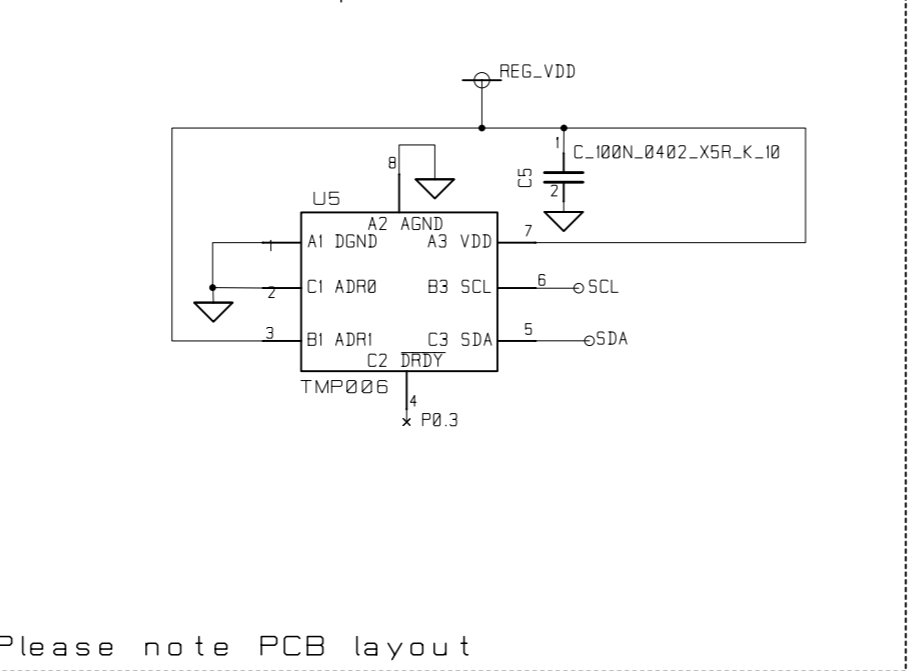 REG_VDD
1
C_100N_0402_X5R_K_10
8
C5
2
U5
A2 AGND
7
1
A1 DGND
A3 VDD
2
C1 ADR0
B3 SCL
6
SCL
3
B1 ADR1
C3 SDA
5
SDA
C2 DRDY
TMP006
4
P0.3
Please note PCB layout